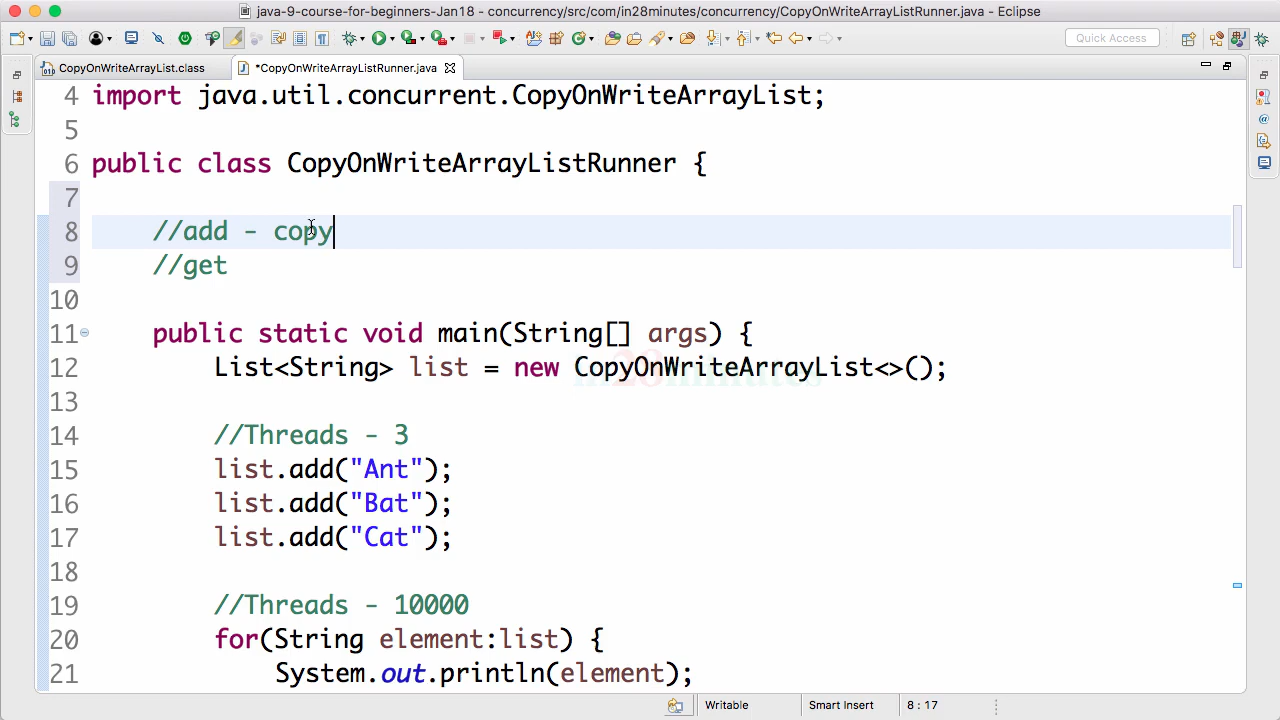 java-9-course-for-beginners-Jan18 - concurrency/src/com/in28minutes/concurrency/CopyOnWriteArrayListRunner.java - Eclipse
Quick Access
CopyOnWriteArrayList.class
*CopyOnWriteArrayListRunner.java
4 import java.util.concurrent.CopyOnWriteArrayList;
5
6 public class CopyOnWriteArrayListRunner {
7
8 //add - copy
9 //get
10
11 public static void main(String[] args) {
12 List<String> list = new CopyOnWriteArrayList<>();
in28minutes
13
14 //Threads - 3
15 list.add("Ant");
16 list.add("Bat");
17 list.add("Cat");
18
19 //Threads - 10000
20 for(String element:list) {
21 System.out.println(element);
Writable
Smart Insert
8 : 17